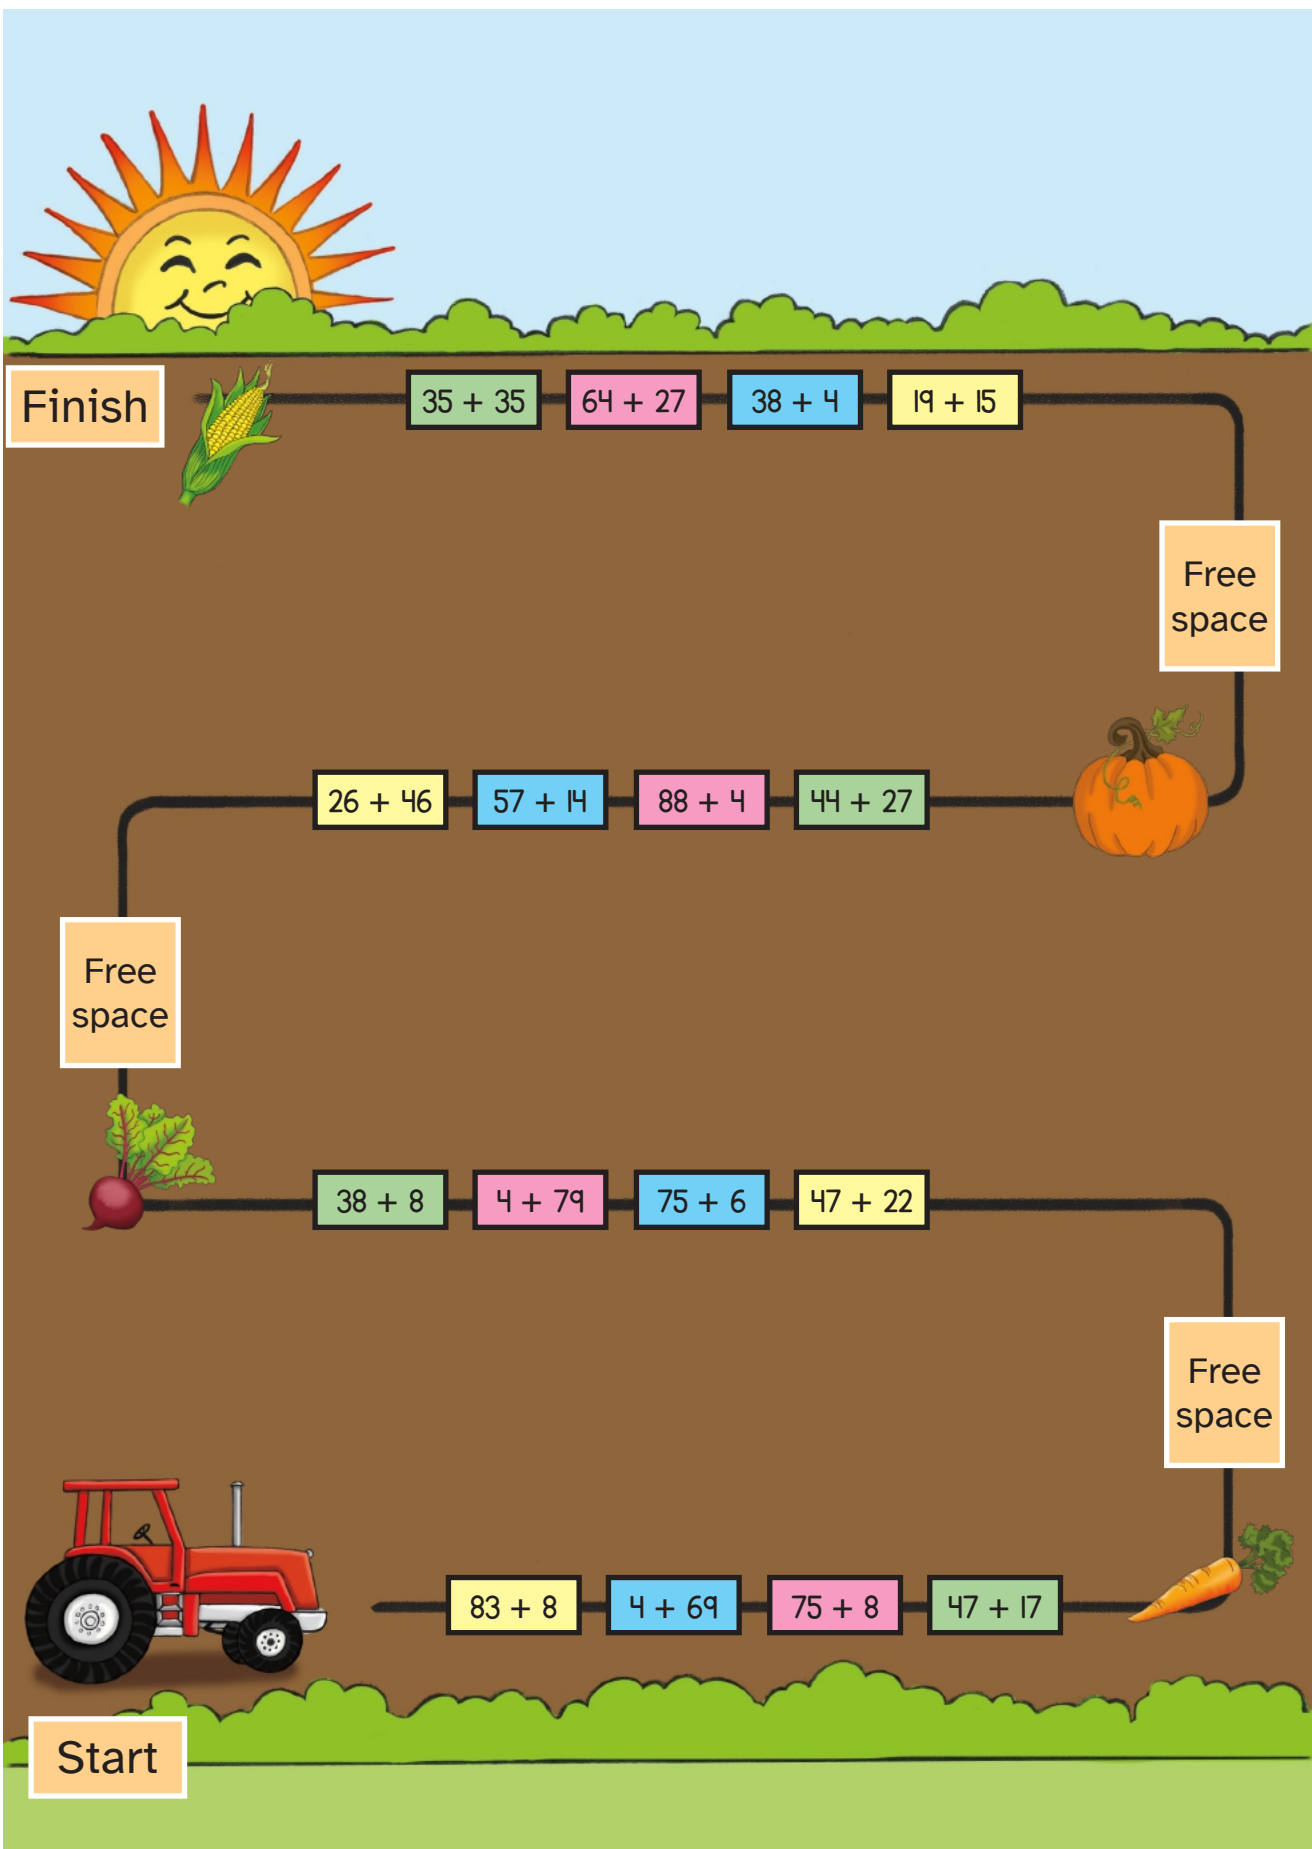 Finish
35 + 35
64 + 27
38 + 4
19 + 15
Free
space
26 + 46
57 + 14
88 + 4
44 + 27
Free
space
38 + 8
4 + 79
75 + 6
47 + 22
Free
space
83 + 8
4 + 69
75 + 8
47 + 17
Start